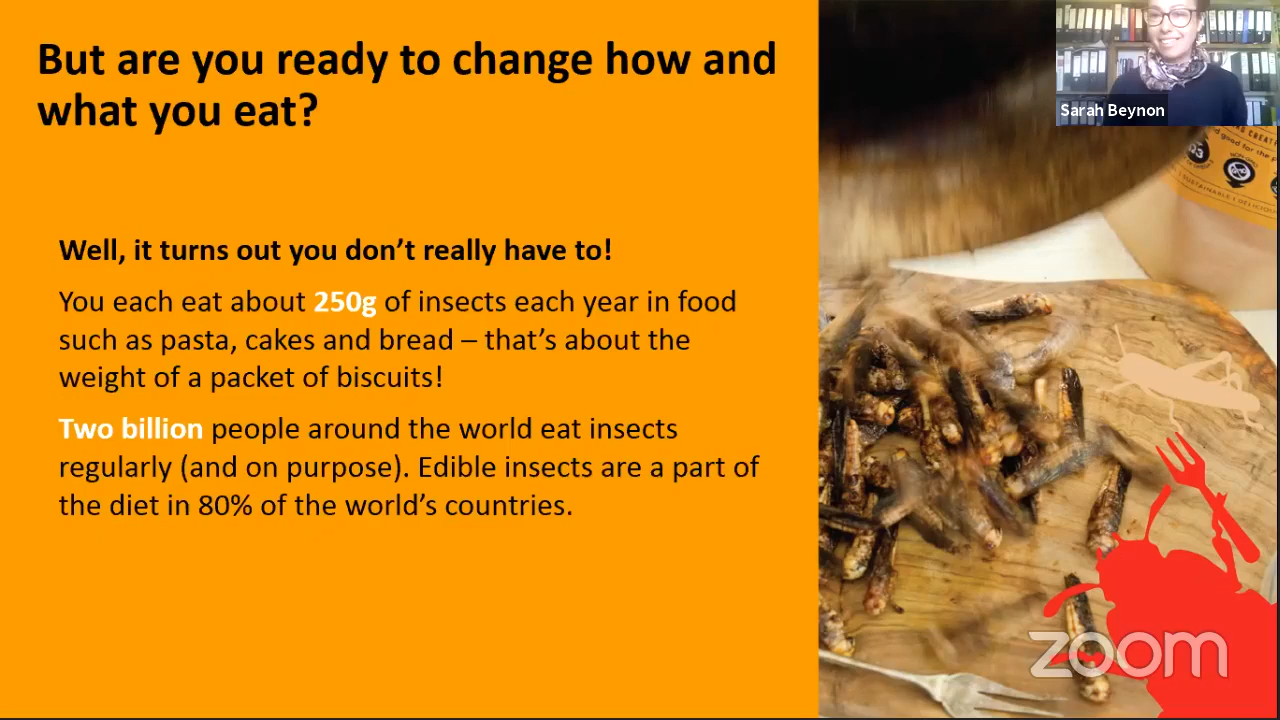 But are you ready to change how and
what you eat?
Sarah Beynon
Well, it turns out you don’t really have to!
You each eat about 250g of insects each year in food
such as pasta, cakes and bread – that’s about the
weight of a packet of biscuits!
Two billion people around the world eat insects
regularly (and on purpose). Edible insects are a part of
the diet in 80% of the world’s countries.
zoom